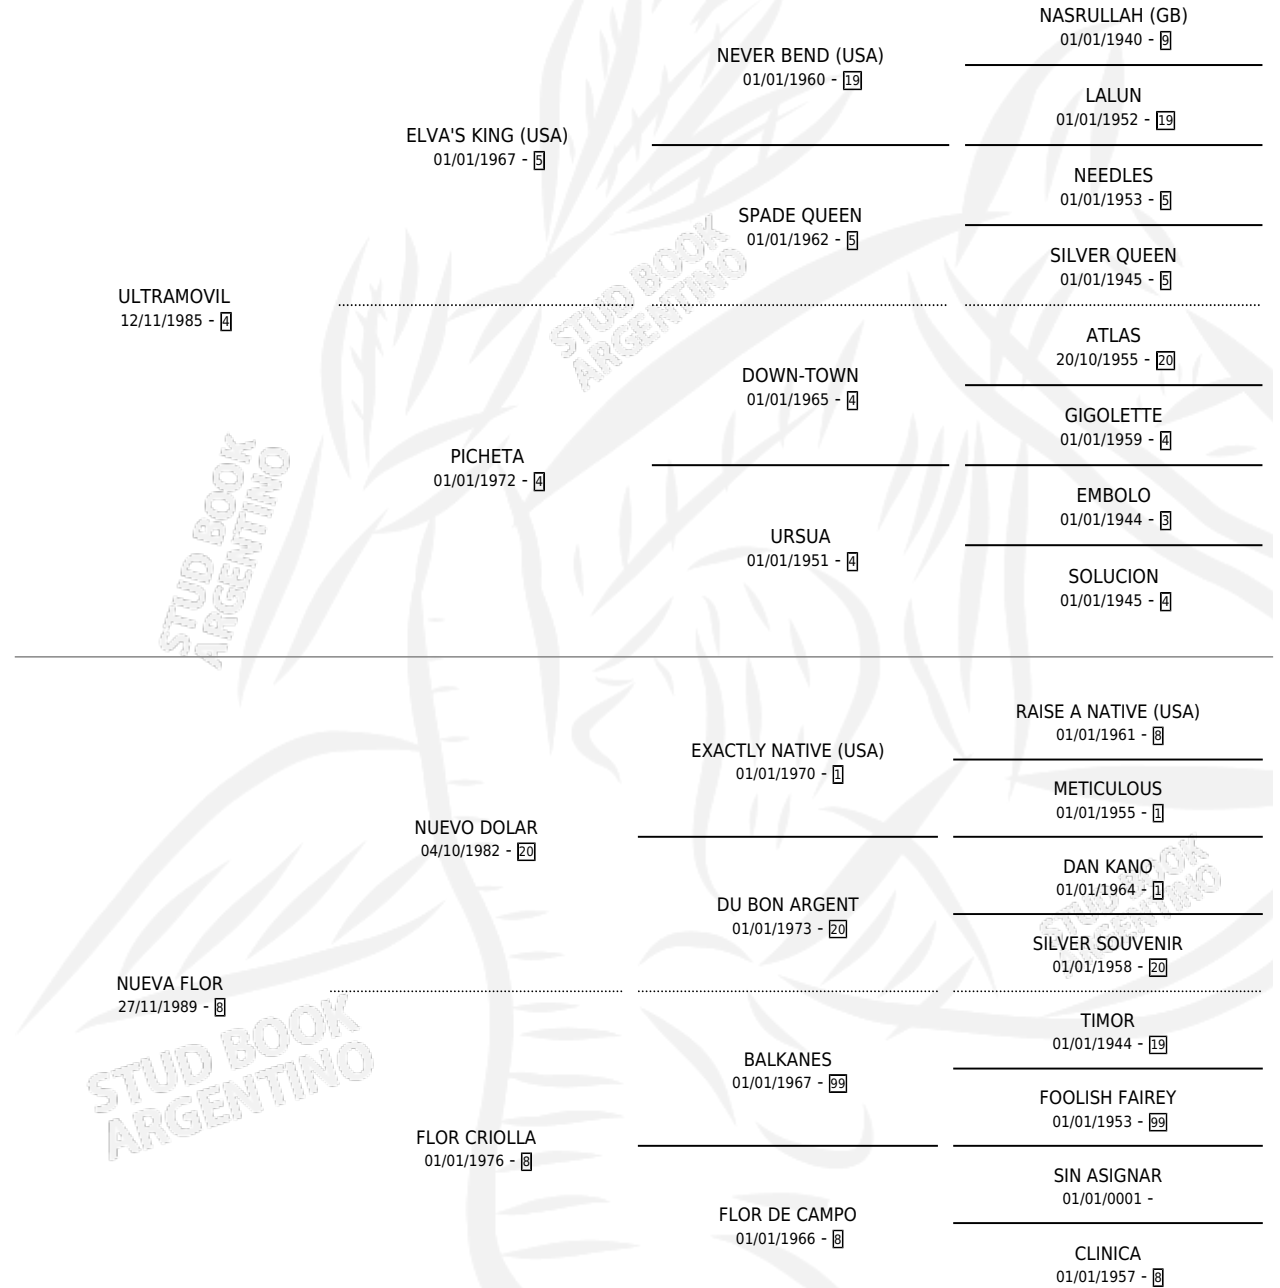 NASRULLAH (GB)
01/01/1940 - 9
NEVER BEND (USA)
01/01/1960 - 19
LALUN
01/01/1952 - 19
ELVA'S KING (USA)
01/01/1967 - 5
NEEDLES
01/01/1953 - 5
SPADE QUEEN
01/01/1962 - 5
SILVER QUEEN
01/01/1945 - 5
ULTRAMOVIL
12/11/1985 - 4
ATLAS
20/10/1955 - 20
DOWN-TOWN
01/01/1965 - 4
GIGOLETTE
01/01/1959 - 4
PICHETA
01/01/1972 - 4
EMBOLO
01/01/1944 - 3
URSUA
01/01/1951 - 4
SOLUCION
01/01/1945 - 4
STUD BOOK
ARGENTINO
STUD BOOK
ARGENTINO
RAISE A NATIVE (USA)
01/01/1961 - 8
EXACTLY NATIVE (USA)
01/01/1970 - 1
METICULOUS
01/01/1955 - 1
NUEVO DOLAR
04/10/1982 - 20
DAN KANO
01/01/1964 - 1
DU BON ARGENT
01/01/1973 - 20
SILVER SOUVENIR
01/01/1958 - 20
NUEVA FLOR
27/11/1989 - 8
TIMOR
01/01/1944 - 19
BALKANES
01/01/1967 - 99
FOOLISH FAIREY
01/01/1953 - 99
FLOR CRIOLLA
01/01/1976 - 8
SIN ASIGNAR
01/01/0001 -
FLOR DE CAMPO
01/01/1966 - 8
CLINICA
01/01/1957 - 8
STUD BOOK
ARGENTINO
STUD BOOK
ARGENTINO